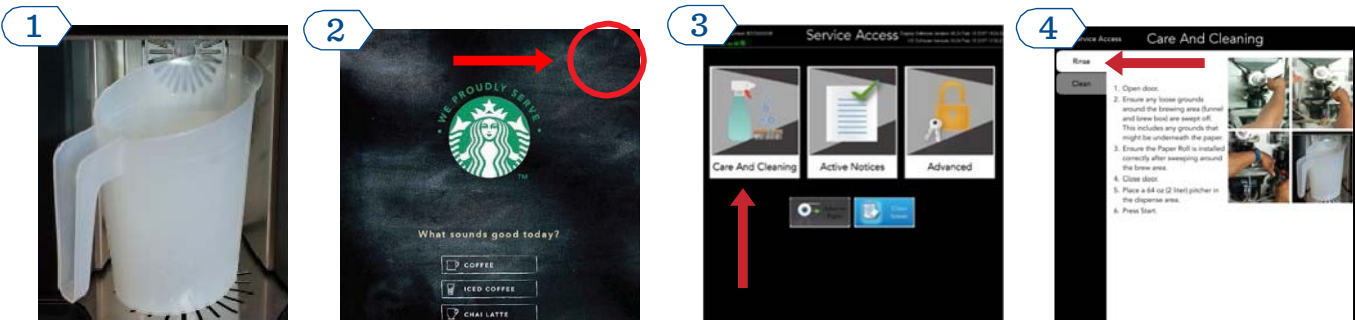 1
2
WE PROUDLY SERVE
TM
What sounds good today?
COFFEE
ICED COFFEE
CHAI LATTE
3
Service Access
Care And Cleaning
Active Notices
Advanced
Clean
Screen
4
Service Access
Care And Cleaning
Rinse
Clean
1. Open door.
2. Ensure any loose grounds
around the brewing area (funnel
and brew box) are swept off.
This includes any grounds that
might be underneath the paper.
3. Ensure the Paper Roll is installed
correctly after sweeping around
the brew area.
4. Close door.
5. Place a 64 oz (2 liter) pitcher in
the dispense area.
6. Press Start.